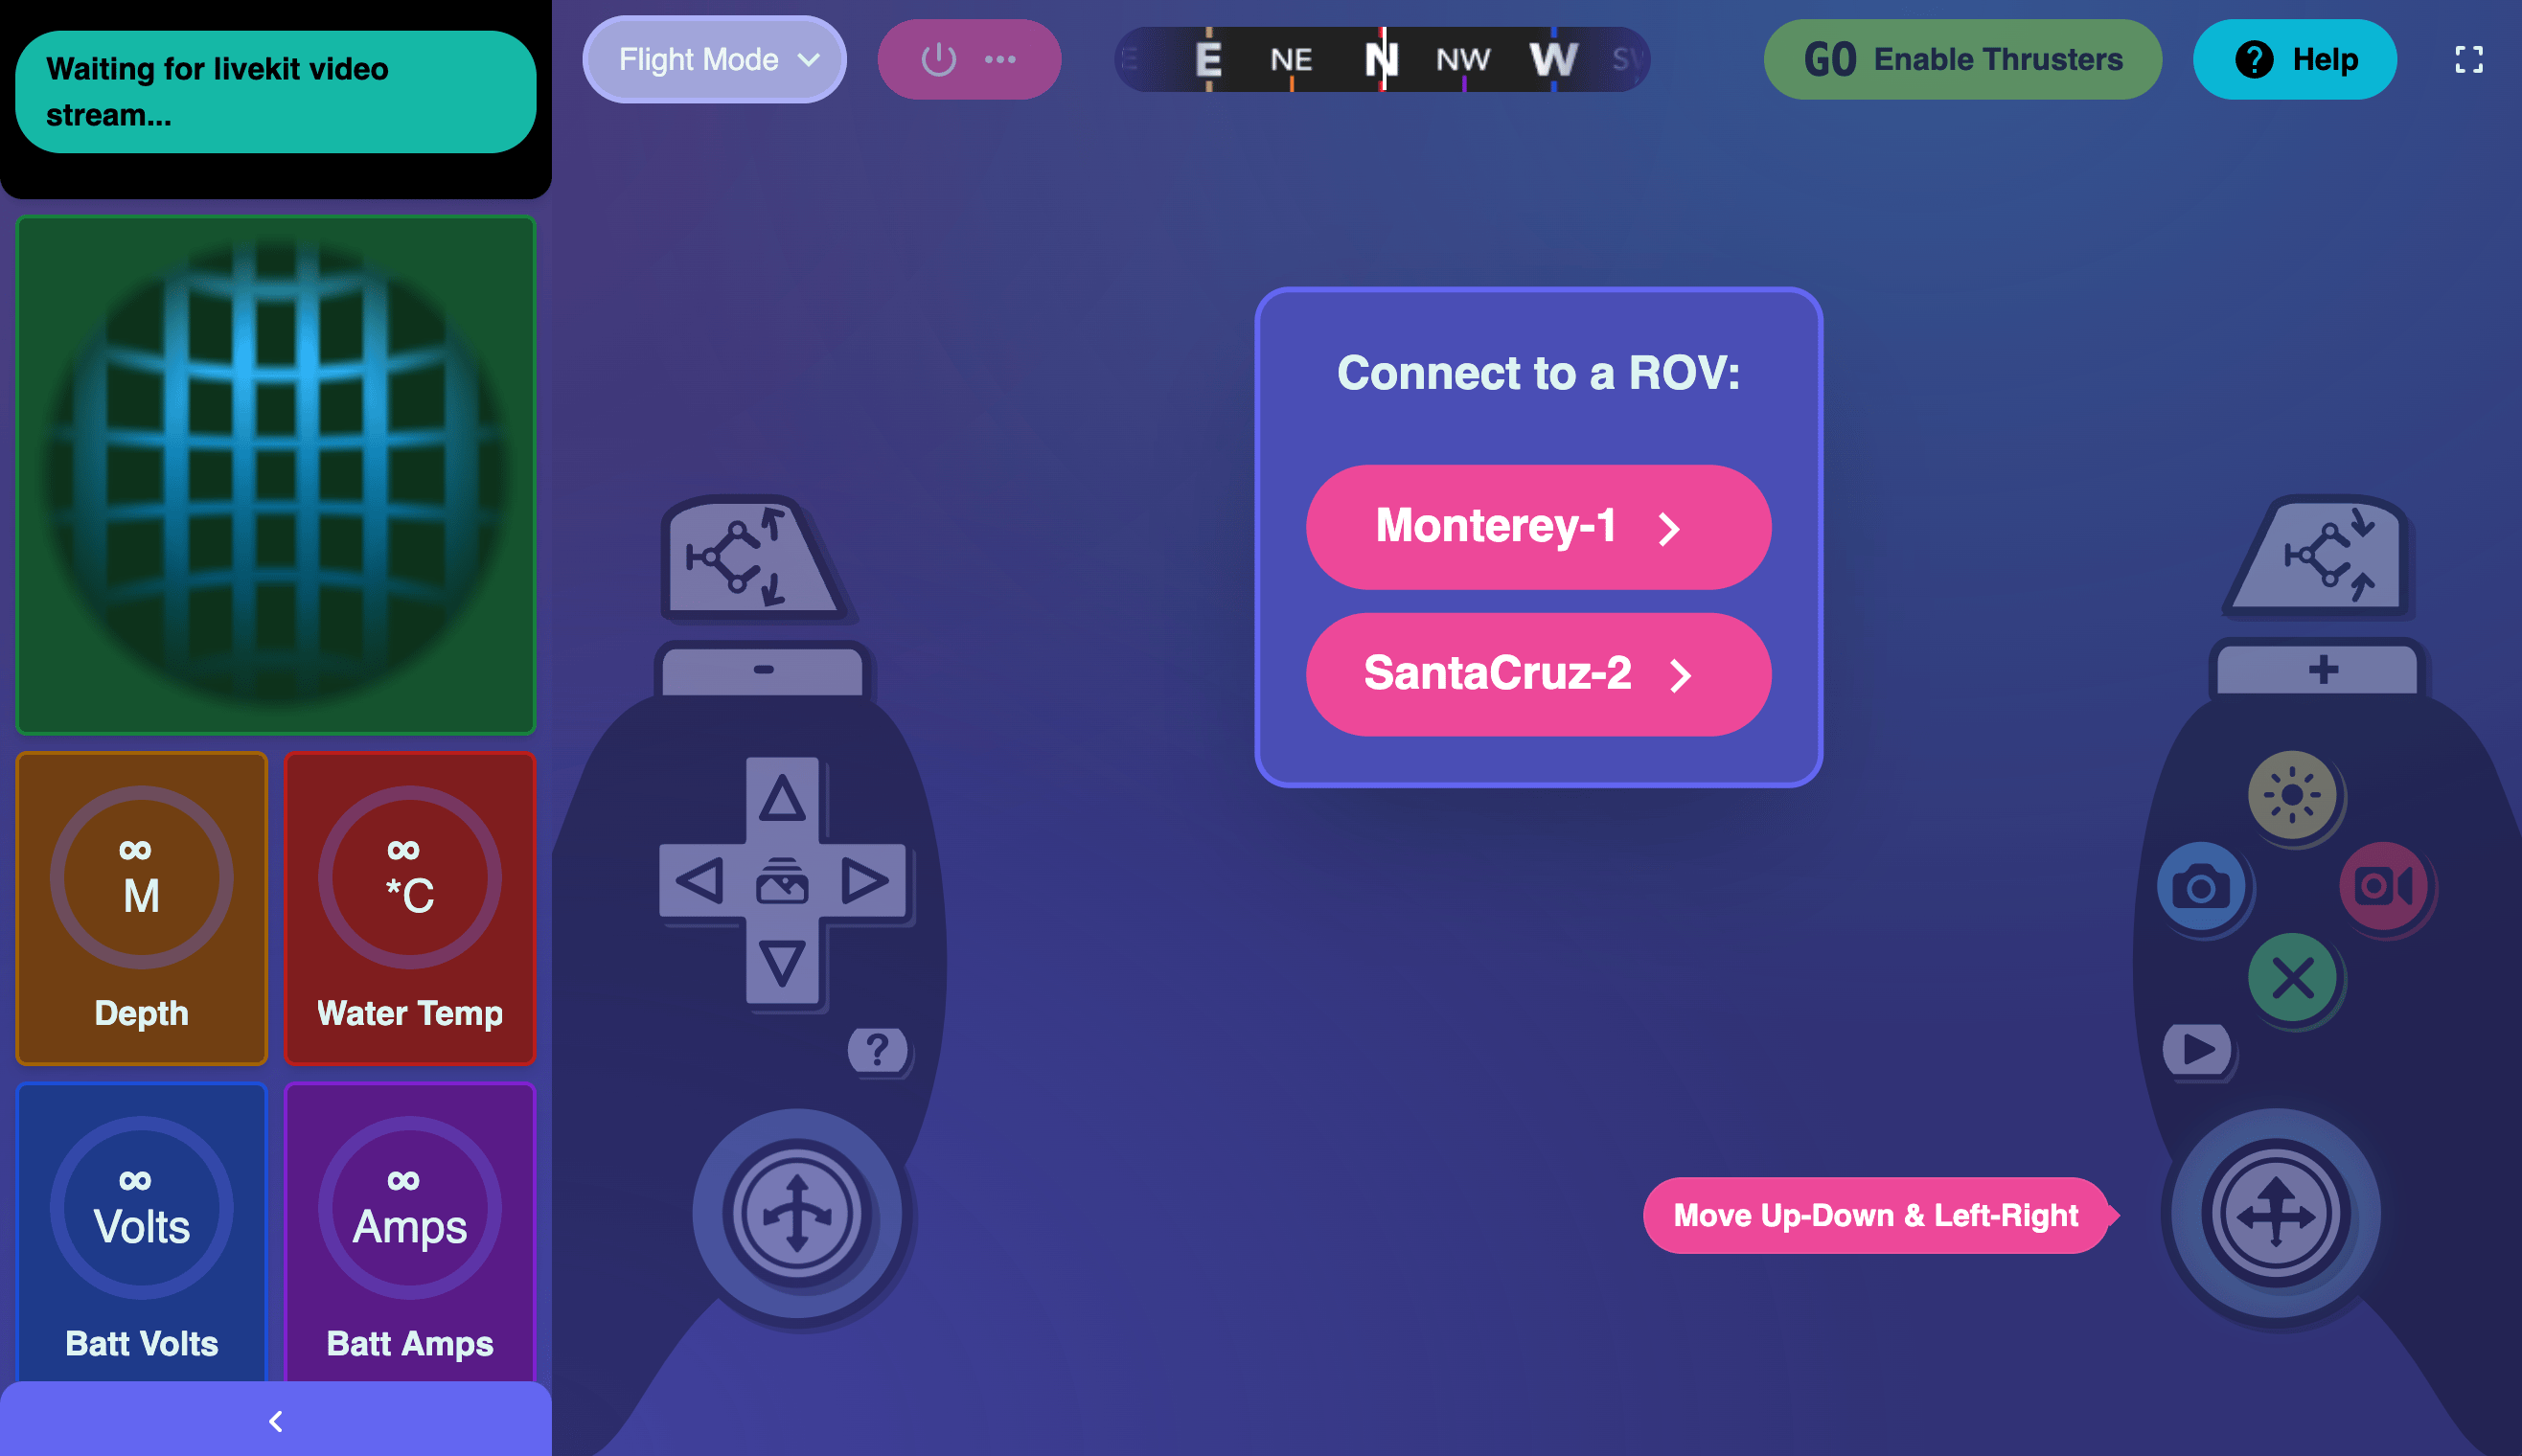 Waiting for livekit video
stream...
Flight Mode
E NE N NW W
GO Enable Thrusters
Help
Connect to a ROV:
Monterey-1
SantaCruz-2
-
+
∞
M
Depth
∞
*C
Water Temp
?
∞
Volts
Batt Volts
∞
Amps
Batt Amps
Move Up-Down & Left-Right